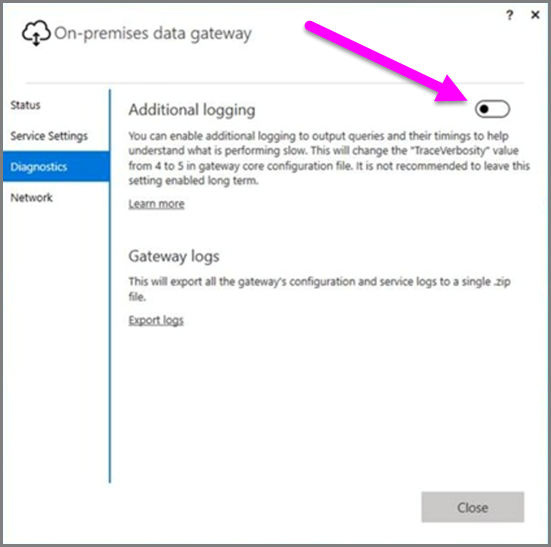 ? ×
On-premises data gateway
Status
Service Settings
Diagnostics
Network
Additional logging
You can enable additional logging to output queries and their timings to help
understand what is performing slow. This will change the "TraceVerbosity" value
from 4 to 5 in gateway core configuration file. It is not recommended to leave this
setting enabled long term.
Learn more
Gateway logs
This will export all the gateway's configuration and service logs to a single .zip
file.
Export logs
Close